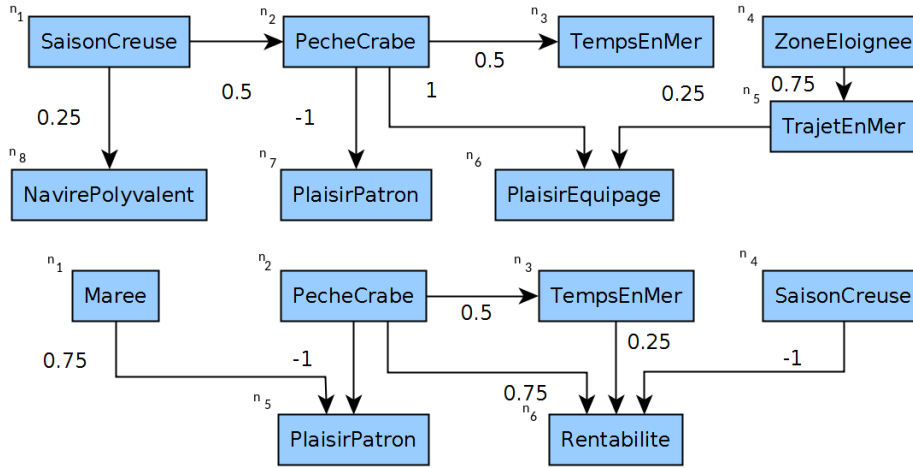 n1
SaisonCreuse
n2
PecheCrabe
n3
TempsEnMer
n4
ZoneEloignee
0.5
0.5
0.25
0.75
n5
TrajetEnMer
0.25
-1
1
n8
NavirePolyvalent
n7
PlaisirPatron
n6
PlaisirEquipage
n1
Maree
n2
PecheCrabe
n3
TempsEnMer
n4
SaisonCreuse
0.5
0.75
-1
0.25
-1
n5
PlaisirPatron
0.75
n6
Rentabilite